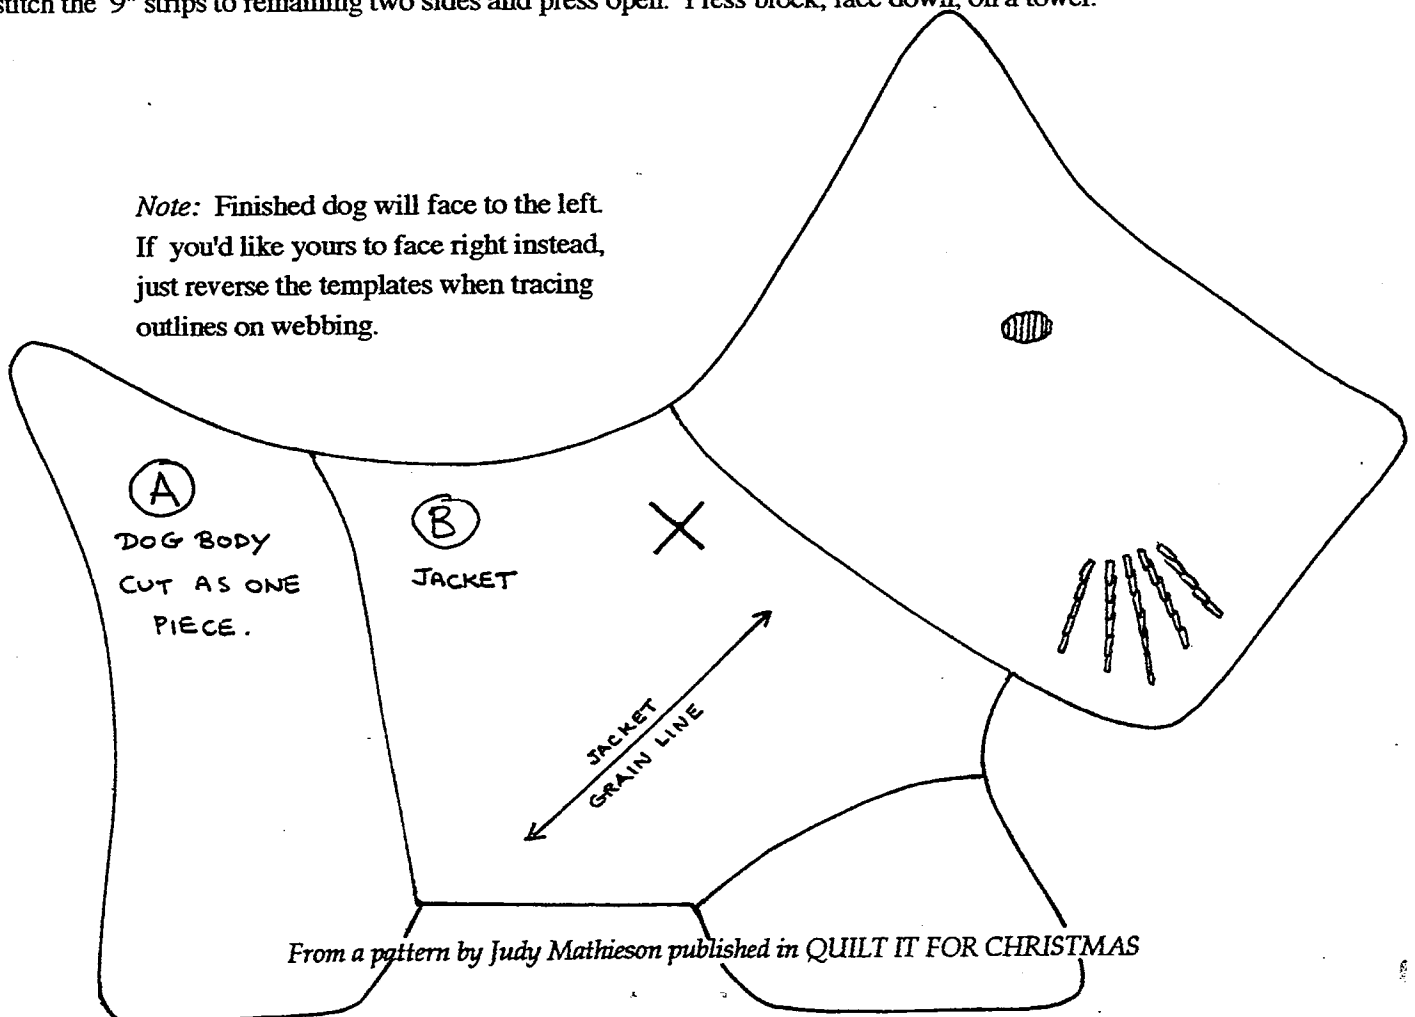 stitch the 9" strips to remaining two sides and press open. Press block, face down, on a towel.
Note: Finished dog will face to the left.
If you'd like yours to face right instead,
just reverse the templates when tracing
outlines on webbing.
A
DOG BODY
CUT AS ONE
PIECE.
B
JACKET
JACKET
GRAIN LINE
From a pattern by Judy Mathieson published in QUILT IT FOR CHRISTMAS